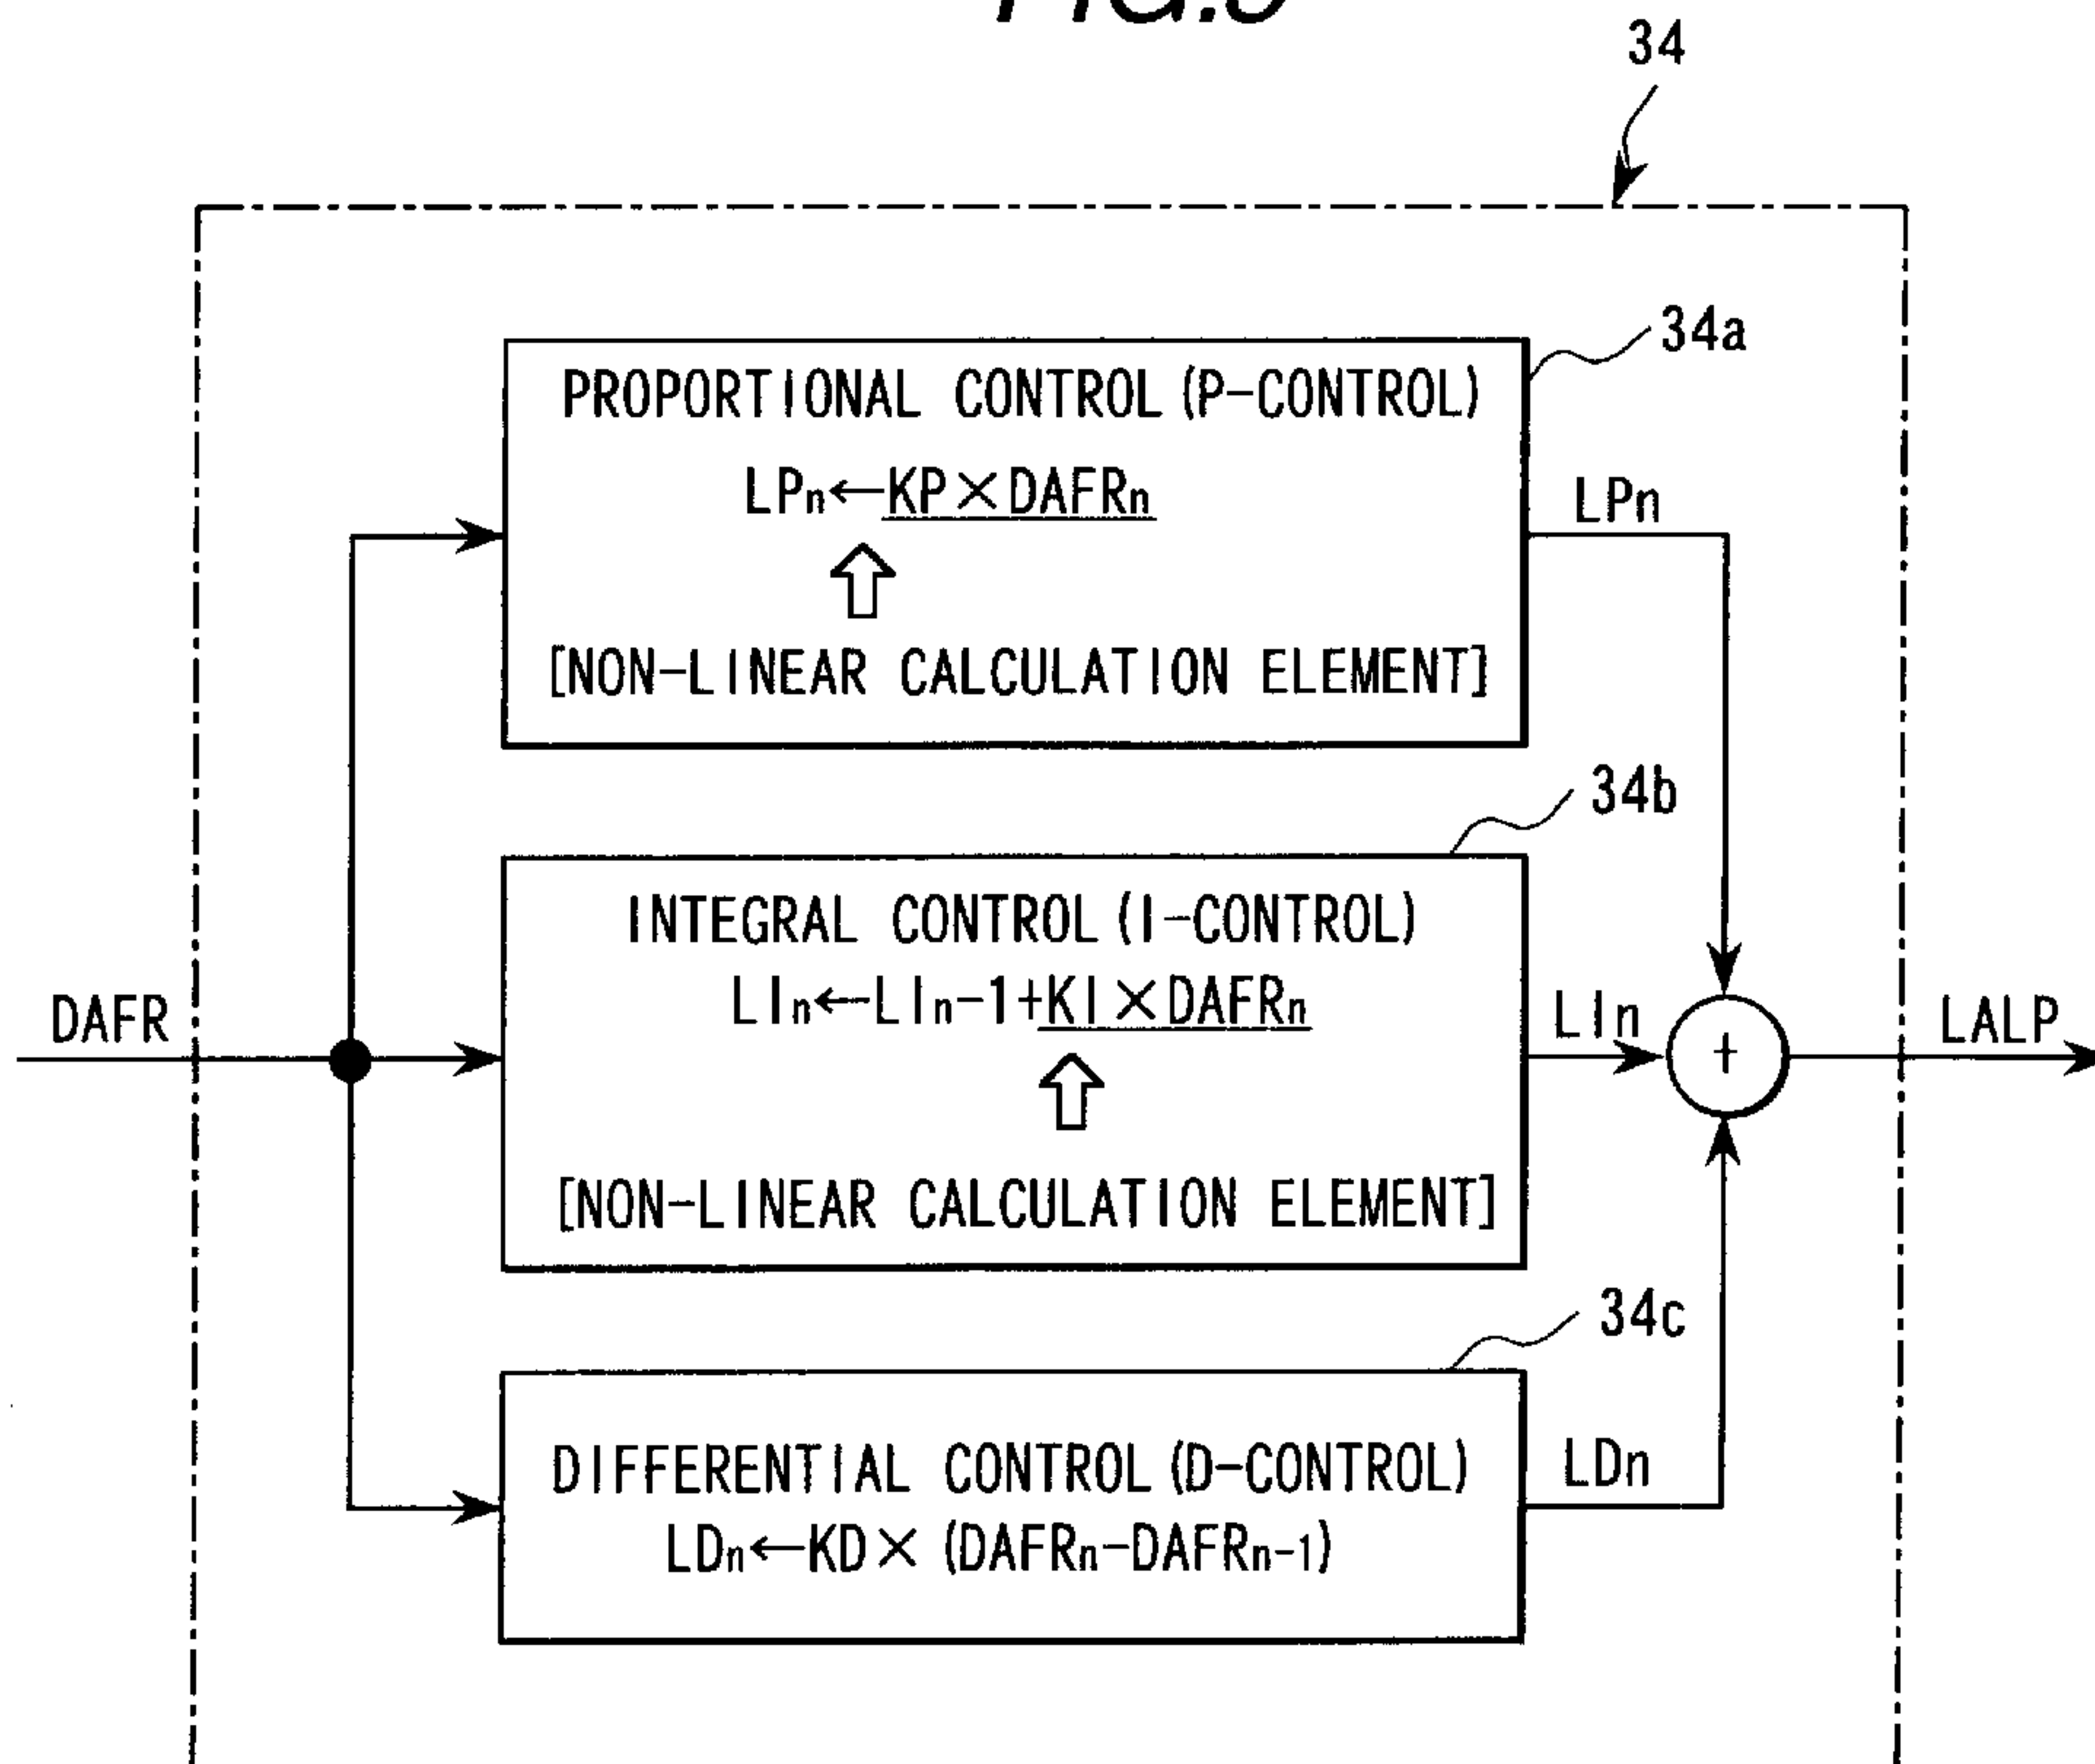 34
34a
PROPORTIONAL CONTROL (P-CONTROL)
LPn←KP×DAFRn
LPn
[NON-LINEAR CALCULATION ELEMENT]
34b
INTEGRAL CONTROL (I-CONTROL)
LIn←LIn-1+KI×DAFRn
DAFR
LIn
+
LALP
[NON-LINEAR CALCULATION ELEMENT]
34c
DIFFERENTIAL CONTROL (D-CONTROL)
LDn
LDn←KD×(DAFRn-DAFRn-1)